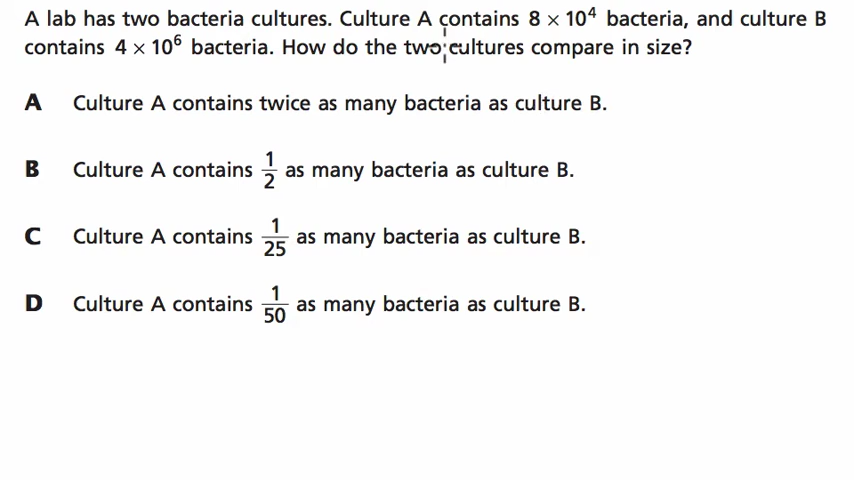 A lab has two bacteria cultures. Culture A contains 8 × 10⁴ bacteria, and culture B
contains 4 × 10⁶ bacteria. How do the two cultures compare in size?
A Culture A contains twice as many bacteria as culture B.
B Culture A contains 1/2 as many bacteria as culture B.
C Culture A contains 1/25 as many bacteria as culture B.
D Culture A contains 1/50 as many bacteria as culture B.